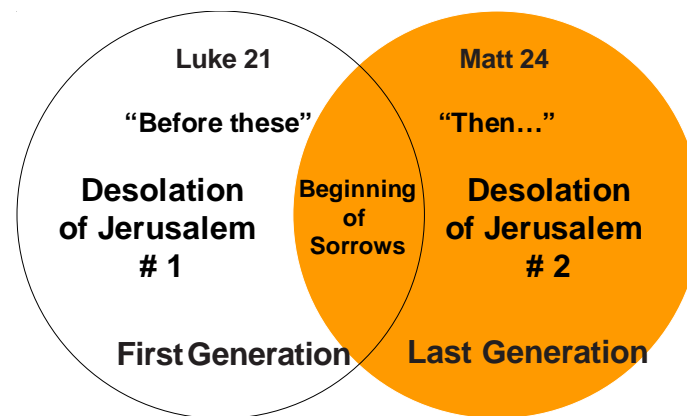 Luke 21
“Before these”
Desolation
of Jerusalem
# 1
First Generation
Beginning
of
Sorrows
Matt 24
“Then…”
Desolation
of Jerusalem
# 2
Last Generation